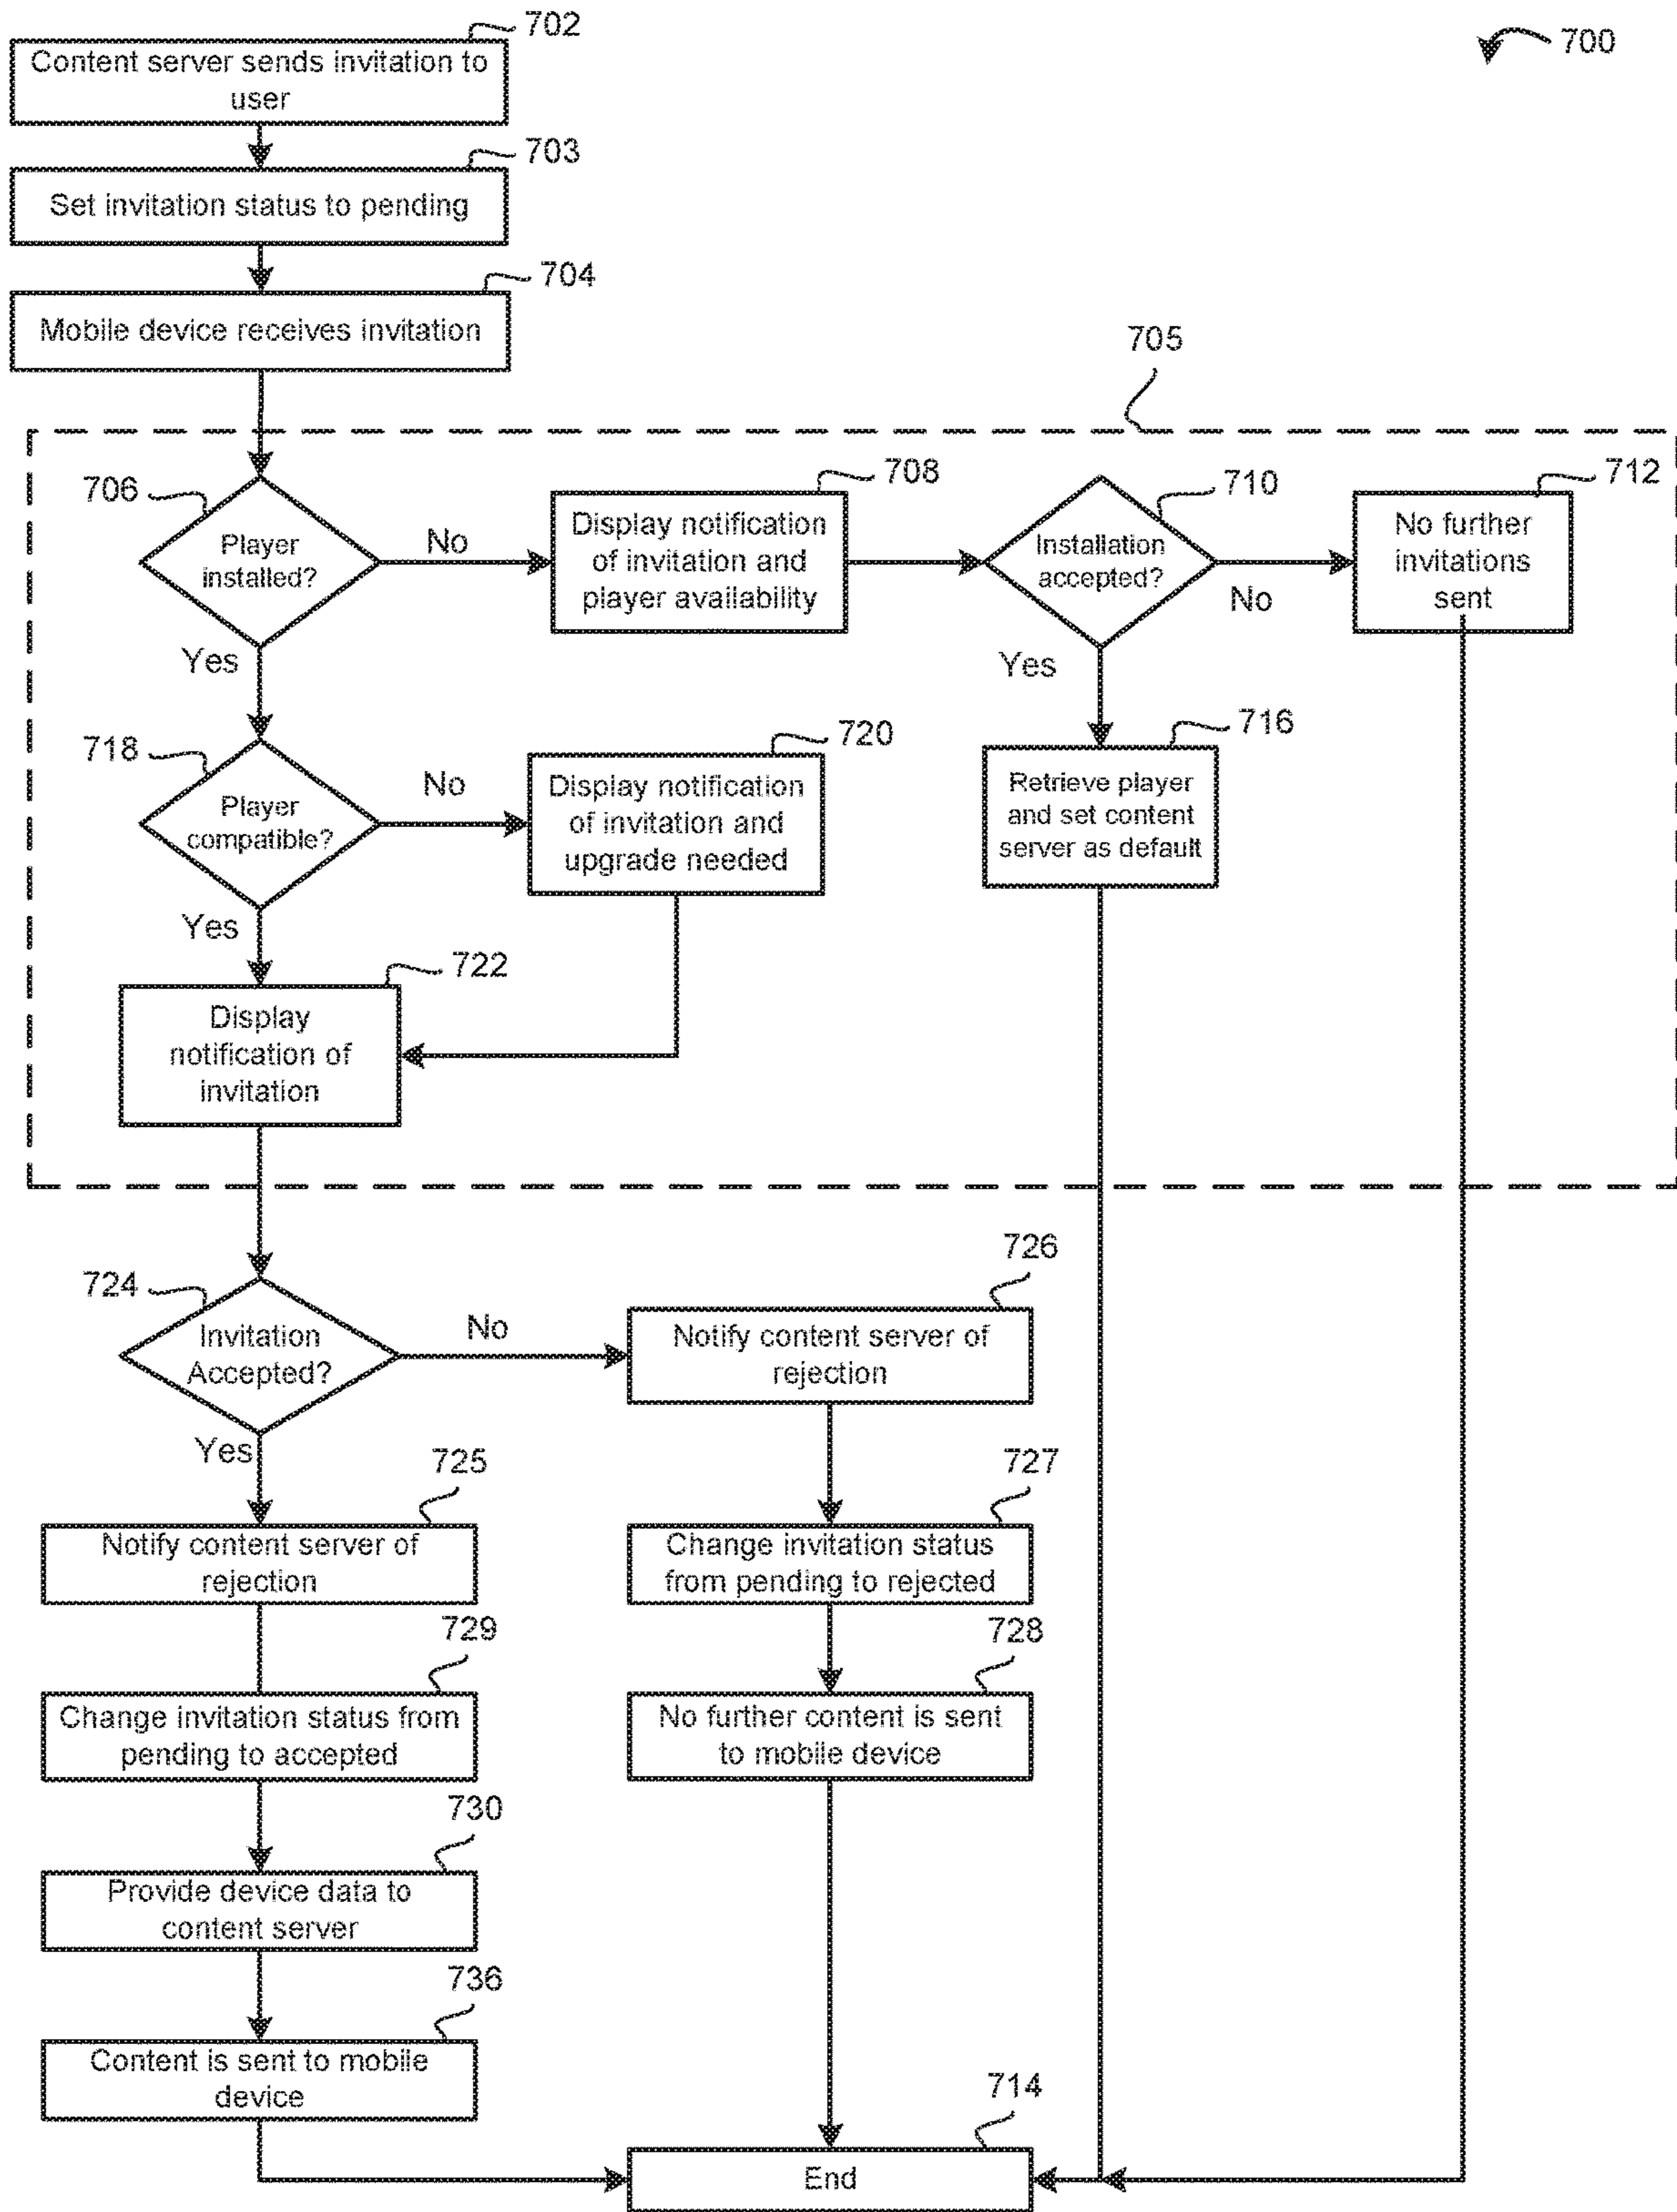 702
700
Content server sends invitation to
user
703
Set invitation status to pending
704
Mobile device receives invitation
705
706
Player
installed?
No
708
Display notification
of invitation and
player availability
710
Installation
accepted?
No
712
No further
invitations
sent
Yes
Yes
718
Player
compatible?
No
720
Display notification
of invitation and
upgrade needed
716
Retrieve player
and set content
server as default
Yes
722
Display
notification of
invitation
724
Invitation
Accepted?
No
726
Notify content server of
rejection
Yes
725
Notify content server of
rejection
727
Change invitation status
from pending to rejected
729
Change invitation status from
pending to accepted
728
No further content is sent
to mobile device
730
Provide device data to
content server
736
Content is sent to mobile
device
714
End